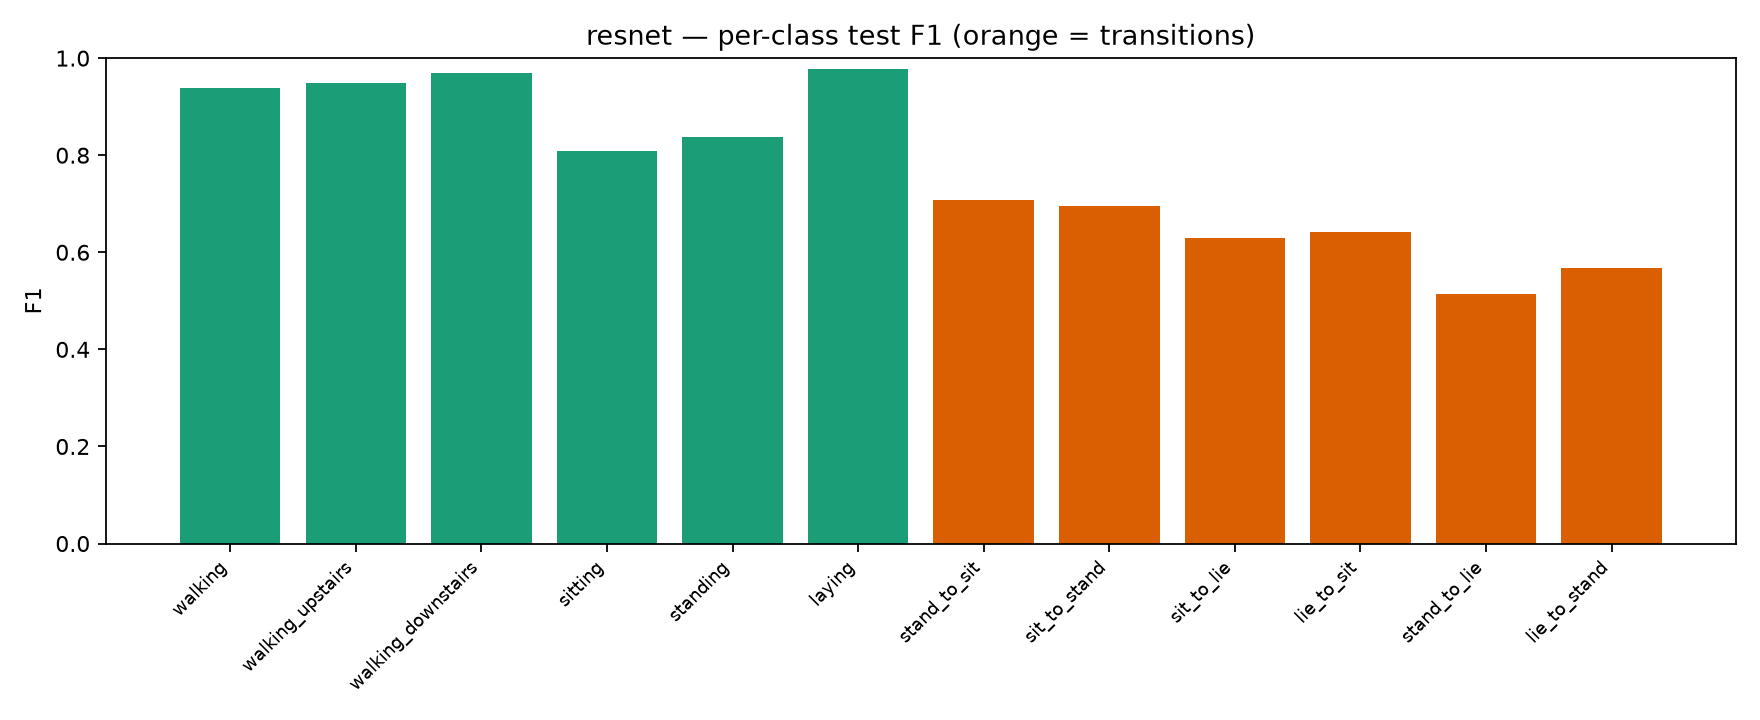 resnet — per-class test F1 (orange = transitions)
F1
1.0
0.8
0.6
0.4
0.2
0.0
walking
walking_upstairs
walking_downstairs
sitting
standing
laying
stand_to_sit
sit_to_stand
sit_to_lie
lie_to_sit
stand_to_lie
lie_to_stand